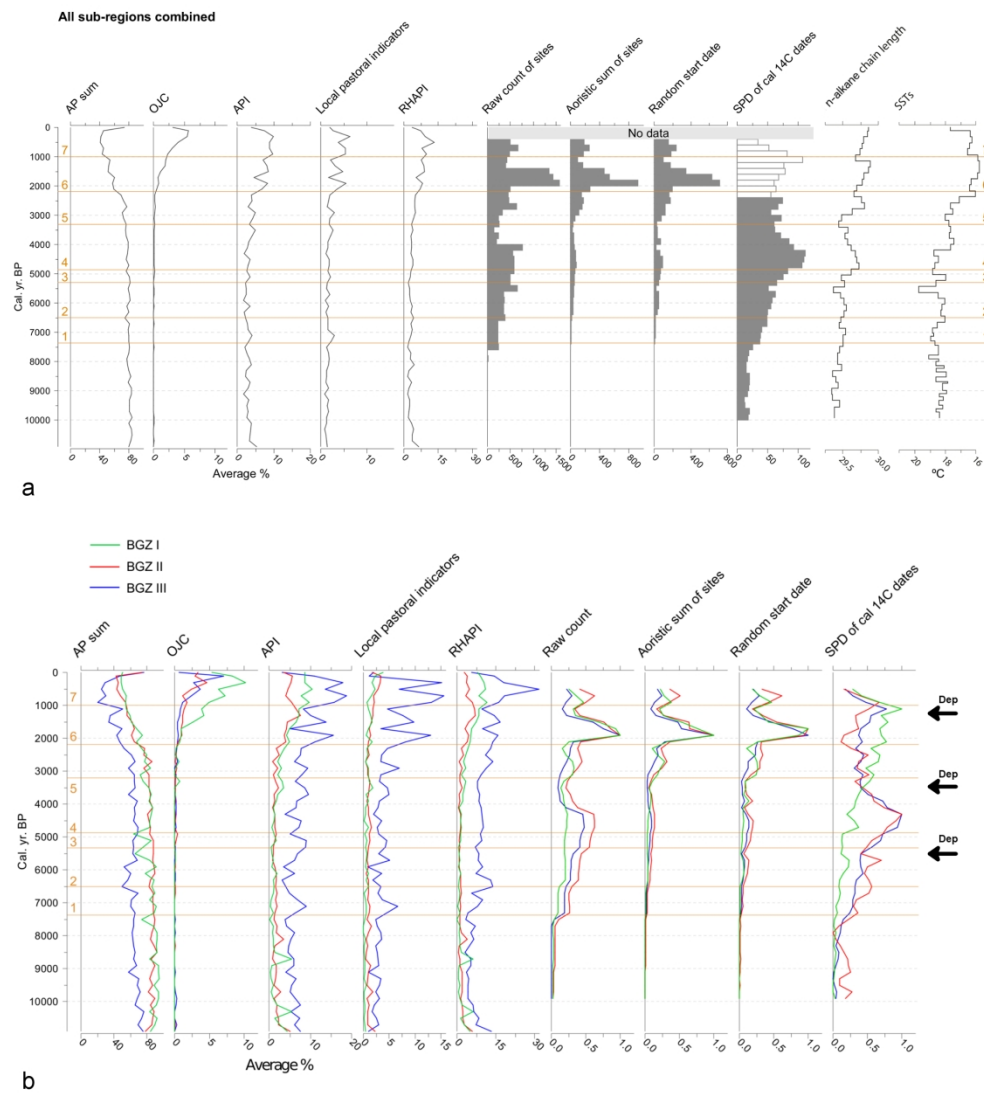 All sub-regions combined
AP sum
OJC
API
Local pastoral indicators
RHAPI
Raw count of sites
Aoristic sum of sites
Random start date
SPD of cal 14C dates
n-alkane chain length
SSTs
No data
Cal. yr. BP
0
1000
2000
3000
4000
5000
6000
7000
8000
9000
10000
7
6
5
4
3
2
1
0 40 80
0 5 10
0 10 20
0 10
0 15 30
0 500 1000 1500
0 400 800
0 400 800
0 50 100
29.5 30.0
20 18 16
Average %
ºC
a
BGZ I
BGZ II
BGZ III
AP sum
OJC
API
Local pastoral indicators
RHAPI
Raw count
Aoristic sum of sites
Random start date
SPD of cal 14C dates
Cal. yr. BP
0
1000
2000
3000
4000
5000
6000
7000
8000
9000
10000
7
6
5
4
3
2
1
Dep
Dep
Dep
0 40 80
0 5 10
0 10 20
0 5 10 15
0 15 30
0 0.5 1.0
0 0.5 1.0
0 0.5 1.0
0 0.5 1.0
Average %
b